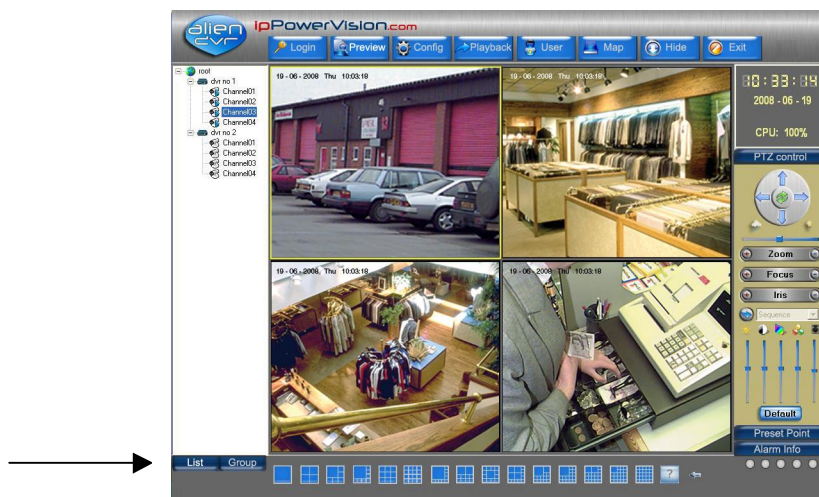 alien dvr
ipPowerVision.com
Login Preview Config Playback User Map Hide Exit
root
dvr no 1
Channel01
Channel02
Channel03
Channel04
dvr no 2
Channel01
Channel02
Channel03
Channel04
19-06-2008 Thu 10:03:18
19-06-2008 Thu 10:03:18
19-06-2008 Thu 10:03:18
19-06-2008 Thu 10:03:18
10:33:14
2008-06-19
CPU: 100%
PTZ control
Zoom
Focus
Iris
Sequence
Default
Preset Point
Alarm Info
List Group
?